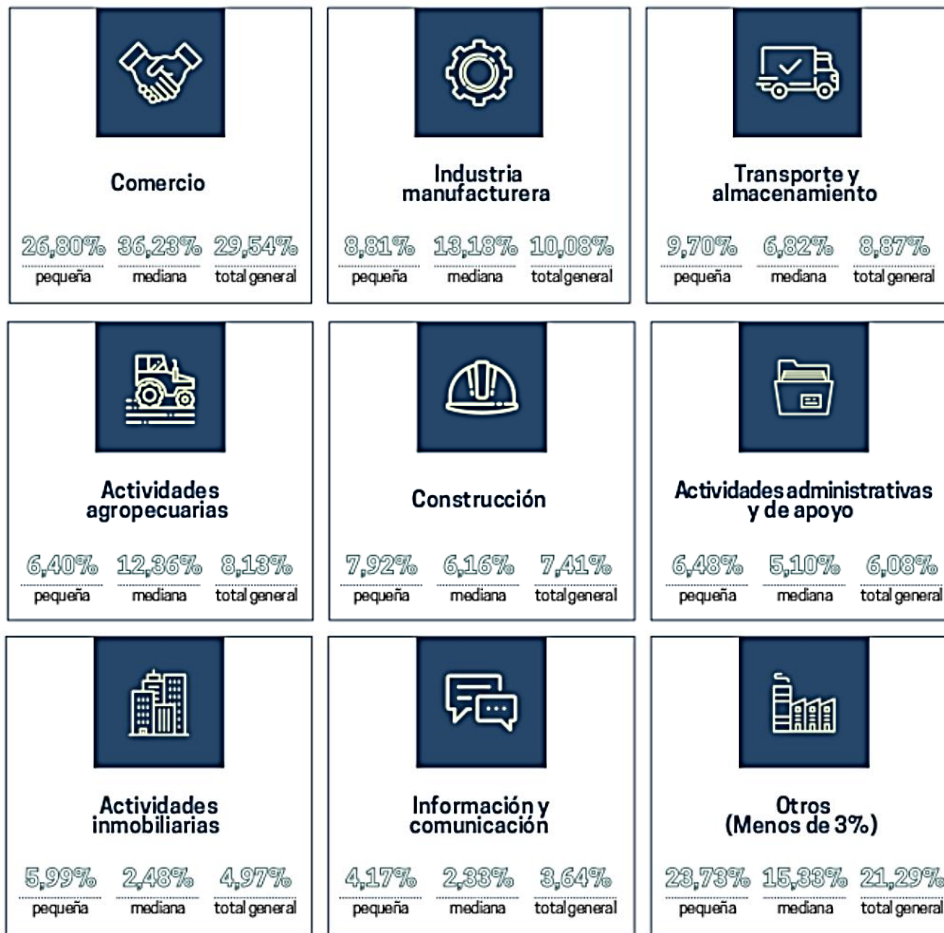 Comercio
26,80% 36,23% 29,54%
pequeña mediana total general
Industria
manufacturera
8,81% 13,18% 10,08%
pequeña mediana total general
Transporte y
almacenamiento
9,70% 6,82% 8,87%
pequeña mediana total general
Actividades
agropecuarias
6,40% 12,36% 8,13%
pequeña mediana total general
Construcción
7,92% 6,16% 7,41%
pequeña mediana total general
Actividades administrativas
y de apoyo
6,48% 5,10% 6,08%
pequeña mediana total general
Actividades
inmobiliarias
5,99% 2,48% 4,97%
pequeña mediana total general
Información y
comunicación
4,17% 2,33% 3,64%
pequeña mediana total general
Otros
(Menos de 3%)
23,73% 15,33% 21,29%
pequeña mediana total general